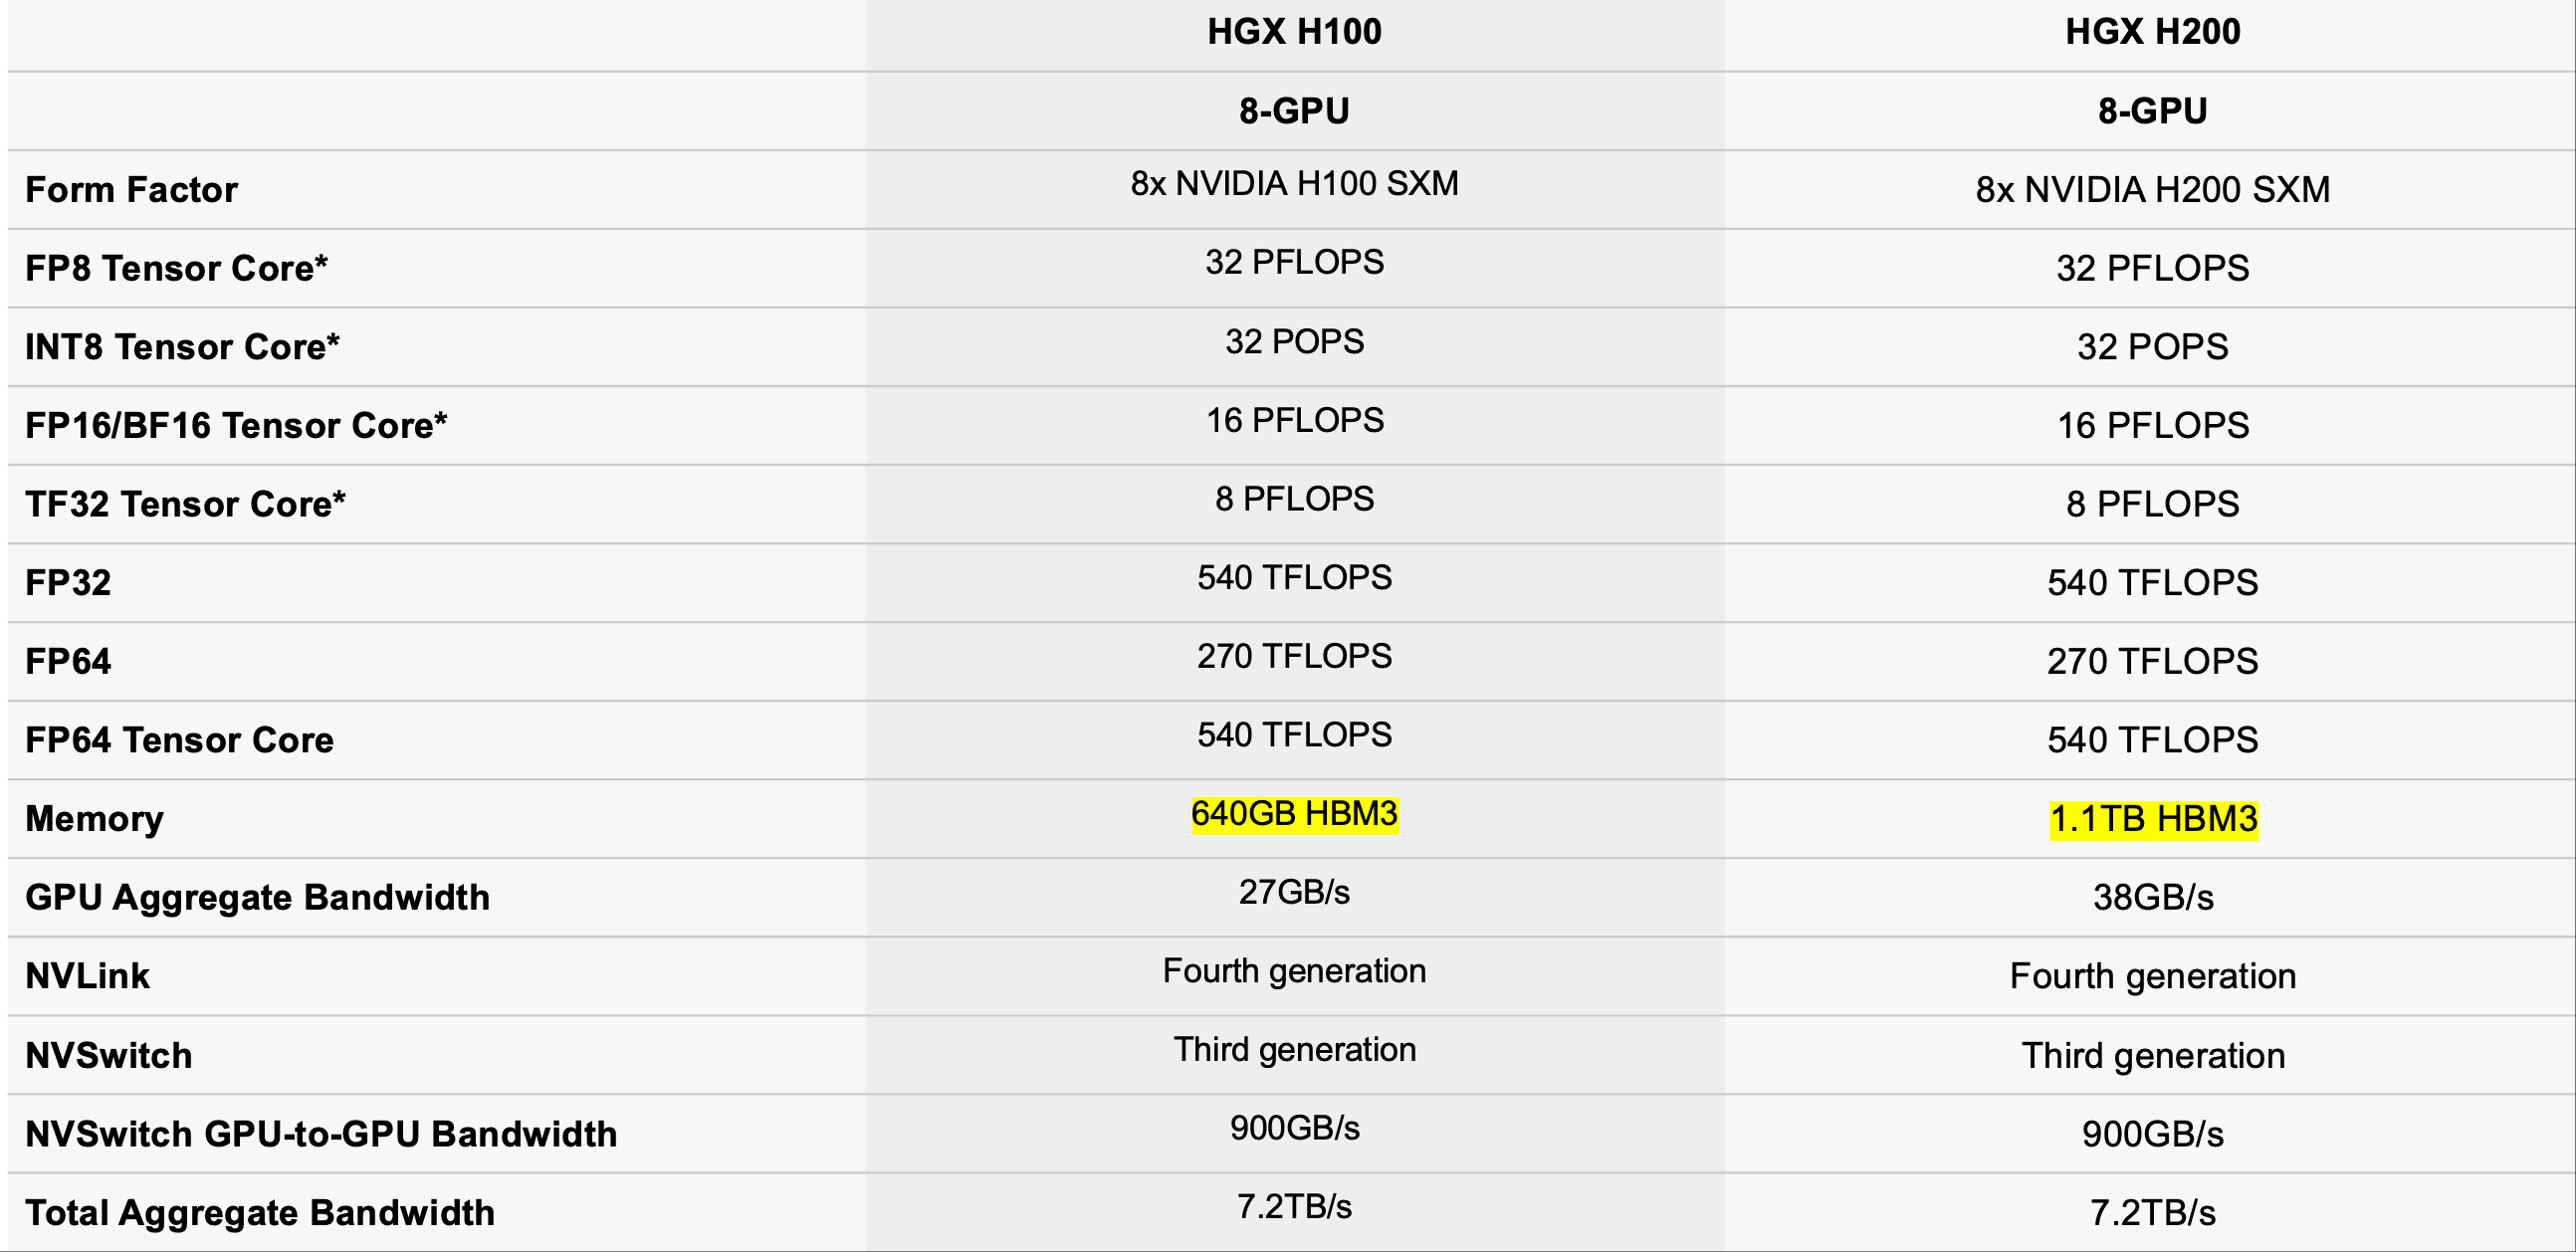 HGX H100 HGX H200
8-GPU 8-GPU
Form Factor 8x NVIDIA H100 SXM 8x NVIDIA H200 SXM
FP8 Tensor Core* 32 PFLOPS 32 PFLOPS
INT8 Tensor Core* 32 POPS 32 POPS
FP16/BF16 Tensor Core* 16 PFLOPS 16 PFLOPS
TF32 Tensor Core* 8 PFLOPS 8 PFLOPS
FP32 540 TFLOPS 540 TFLOPS
FP64 270 TFLOPS 270 TFLOPS
FP64 Tensor Core 540 TFLOPS 540 TFLOPS
Memory 640GB HBM3 1.1TB HBM3
GPU Aggregate Bandwidth 27GB/s 38GB/s
NVLink Fourth generation Fourth generation
NVSwitch Third generation Third generation
NVSwitch GPU-to-GPU Bandwidth 900GB/s 900GB/s
Total Aggregate Bandwidth 7.2TB/s 7.2TB/s